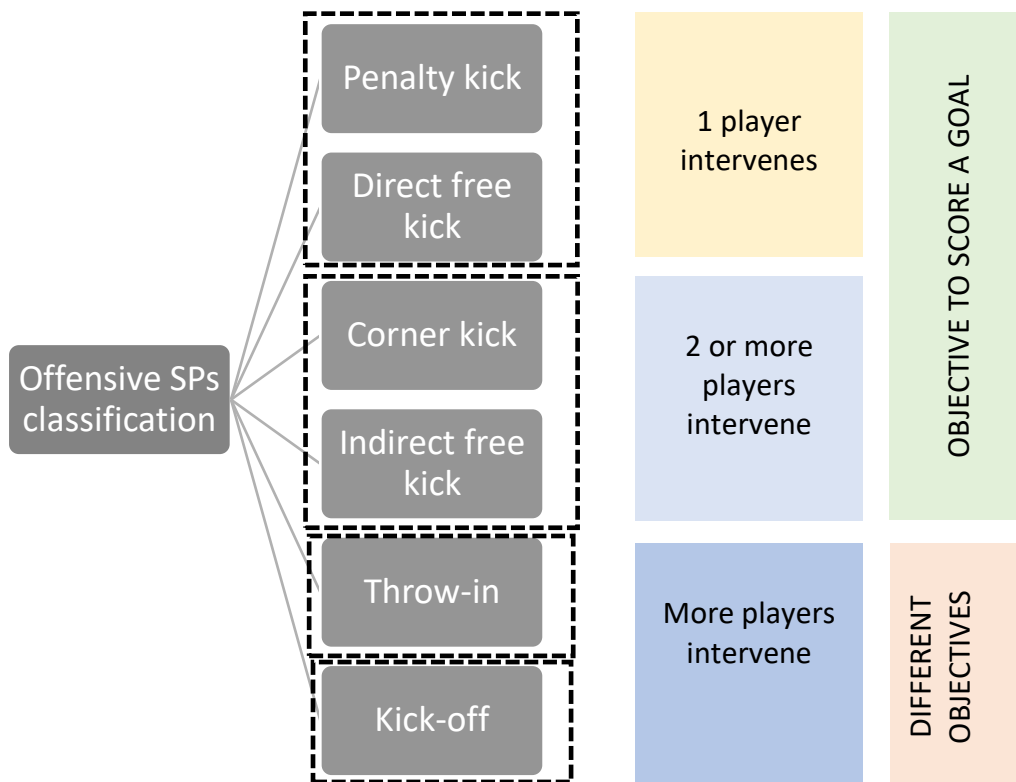 Offensive SPs
classification
Penalty kick
Direct free
kick
Corner kick
Indirect free
kick
Throw-in
Kick-off
1 player
intervenes
2 or more
players
intervene
More players
intervene
OBJECTIVE TO SCORE A GOAL
DIFFERENT
OBJECTIVES